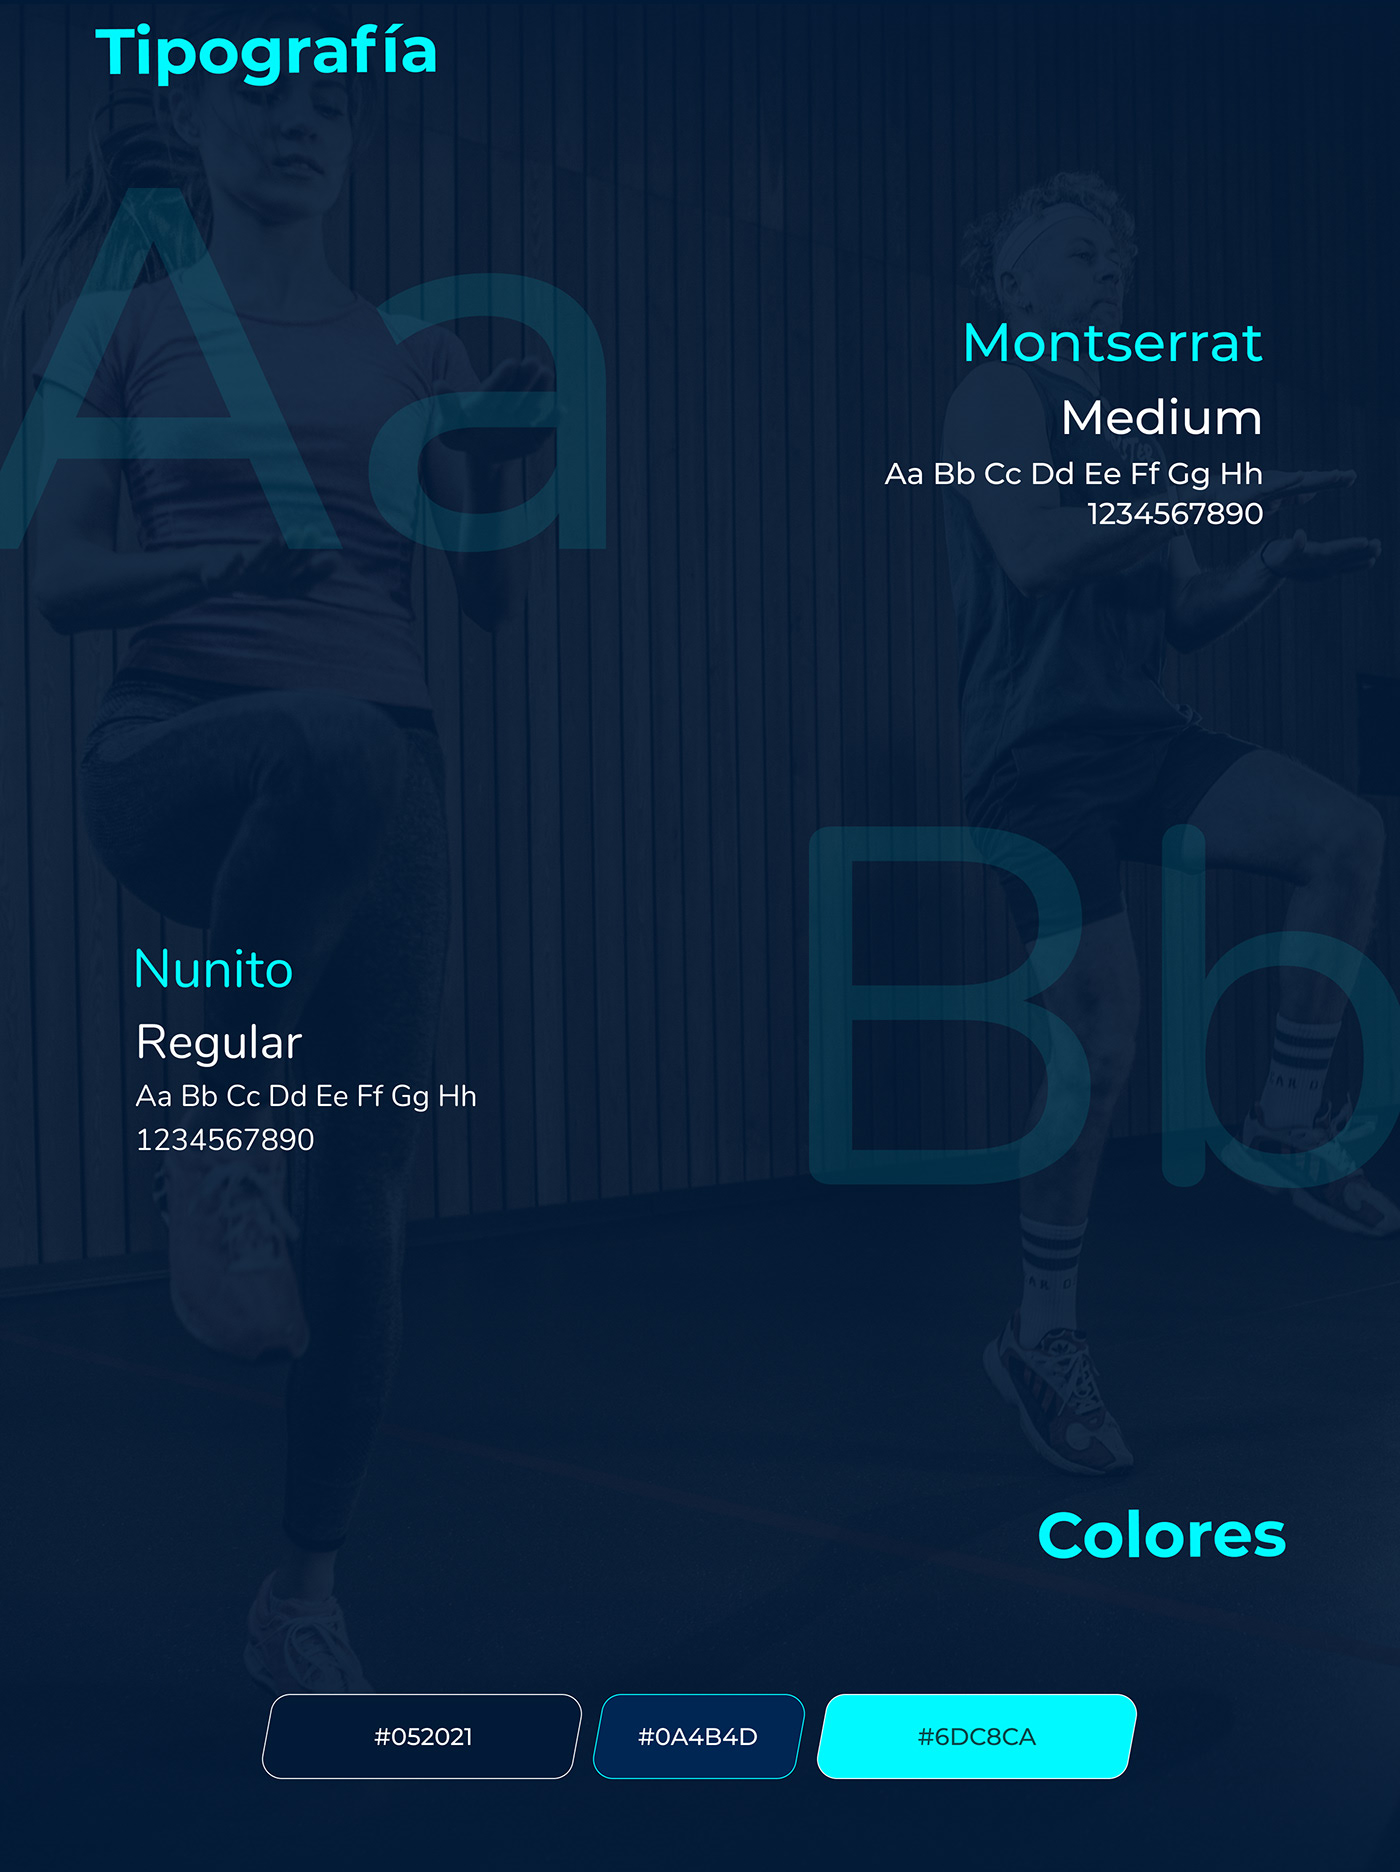 Tipografía
Aa
Montserrat
Medium
Aa Bb Cc Dd Ee Ff Gg Hh
1234567890
Bb
Nunito
Regular
Aa Bb Cc Dd Ee Ff Gg Hh
1234567890
Colores
#052021
#0A4B4D
#6DC8CA